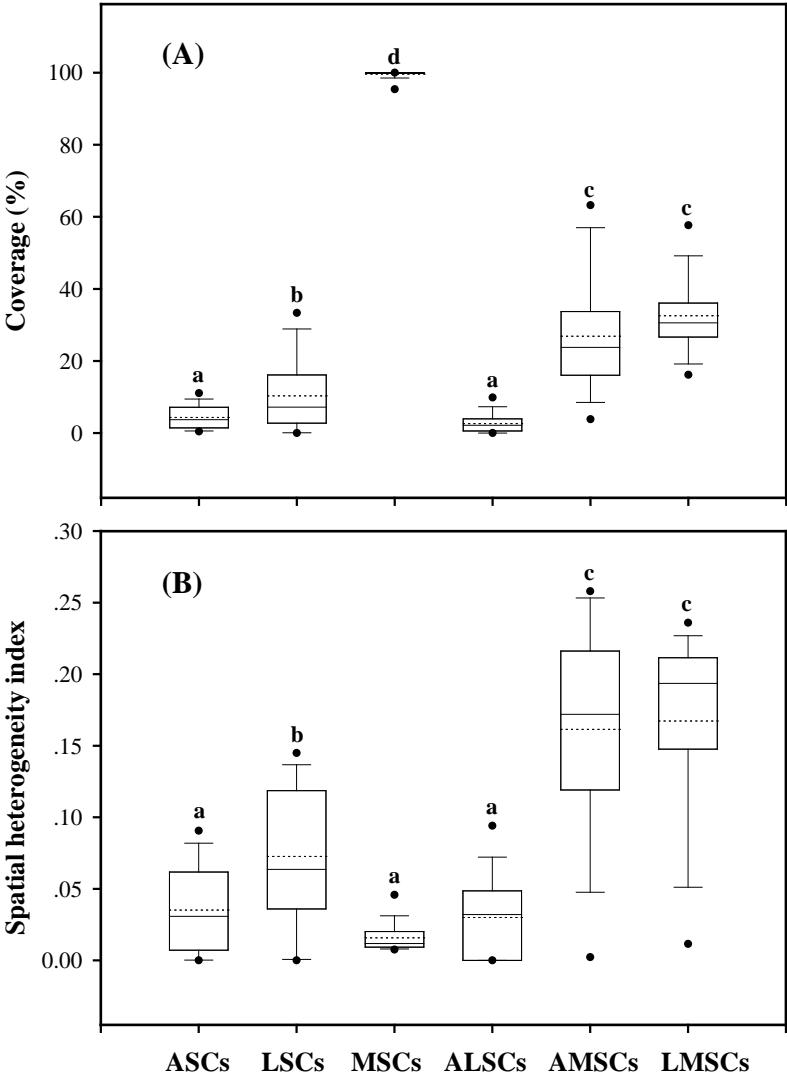 (A)
Coverage (%)
100
80
60
40
20
0
a
b
d
a
c
c
(B)
Spatial heterogeneity index
.30
.25
.20
.15
.10
.05
0.00
a
b
a
a
c
c
ASCs LSCs MSCs ALSCs AMSCs LMSCs